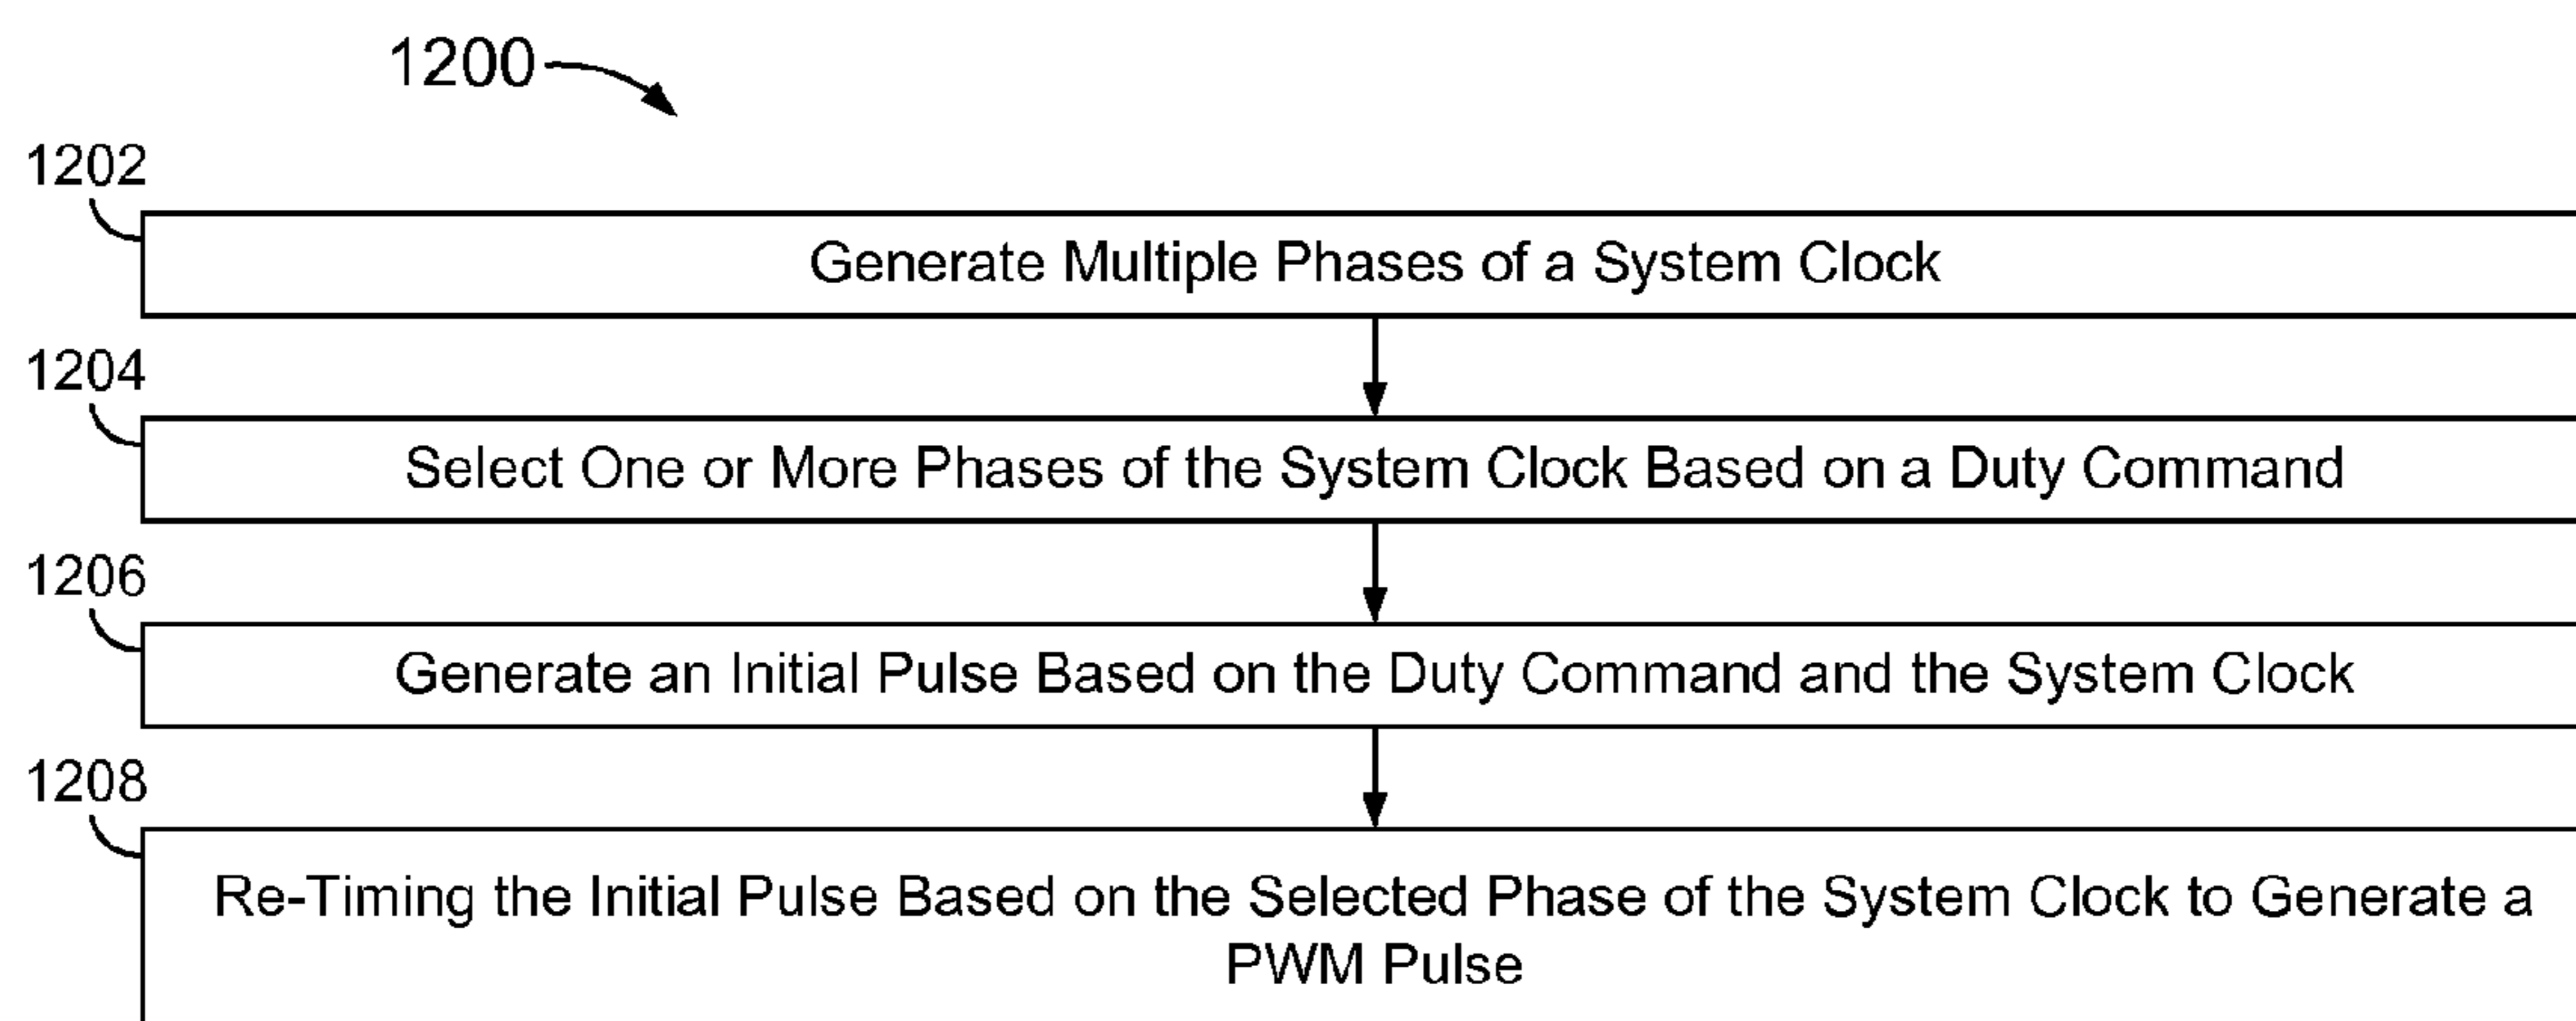 1200
1202
Generate Multiple Phases of a System Clock
1204
Select One or More Phases of the System Clock Based on a Duty Command
1206
Generate an Initial Pulse Based on the Duty Command and the System Clock
1208
Re-Timing the Initial Pulse Based on the Selected Phase of the System Clock to Generate a
PWM Pulse